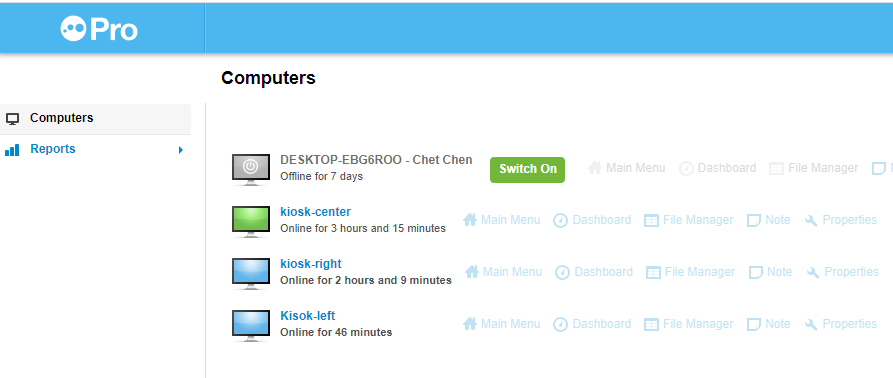 Pro
Computers
Computers
Reports
DESKTOP-EBG6ROO - Chet Chen
Offline for 7 days
Switch On Main Menu Dashboard File Manager
kiosk-center
Online for 3 hours and 15 minutes
Main Menu Dashboard File Manager Note Properties
kiosk-right
Online for 2 hours and 9 minutes
Main Menu Dashboard File Manager Note Properties
Kisok-left
Online for 46 minutes
Main Menu Dashboard File Manager Note Properties